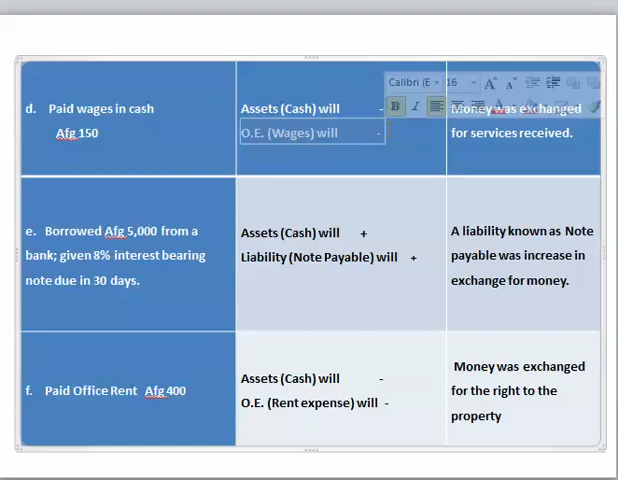 Calibri (E
16
A
A
B
I
A
d. Paid wages in cash
Afg 150
Assets (Cash) will -
O.E. (Wages) will -
Money was exchanged
for services received.
e. Borrowed Afg 5,000 from a
bank; given 8% interest bearing
note due in 30 days.
Assets (Cash) will +
Liability (Note Payable) will +
A liability known as Note
payable was increase in
exchange for money.
f. Paid Office Rent Afg 400
Assets (Cash) will -
O.E. (Rent expense) will -
Money was exchanged
for the right to the
property